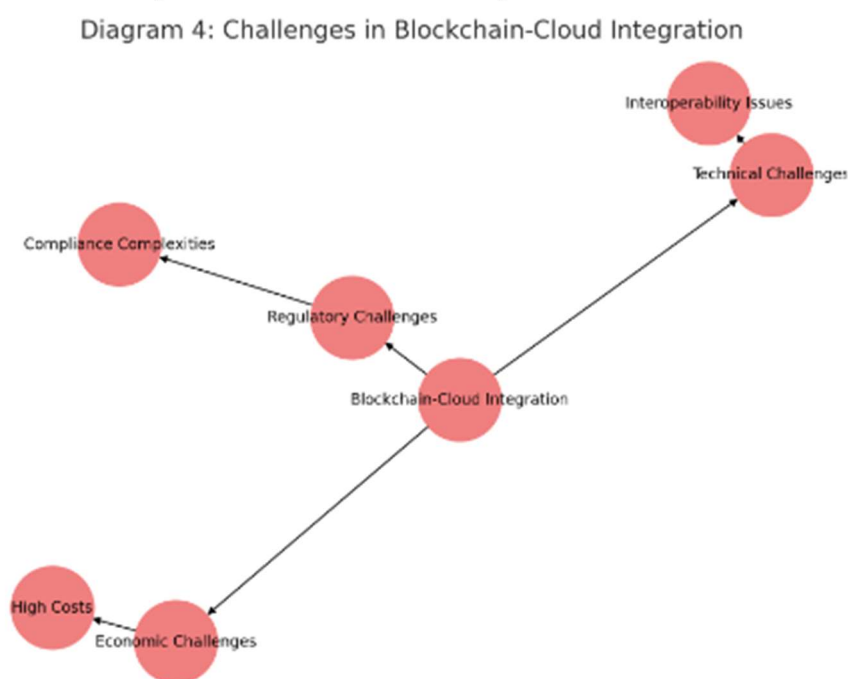 Diagram 4: Challenges in Blockchain-Cloud Integration
Interoperability Issues
Technical Challenges
Compliance Complexities
Regulatory Challenges
Blockchain-Cloud Integration
High Costs
Economic Challenges